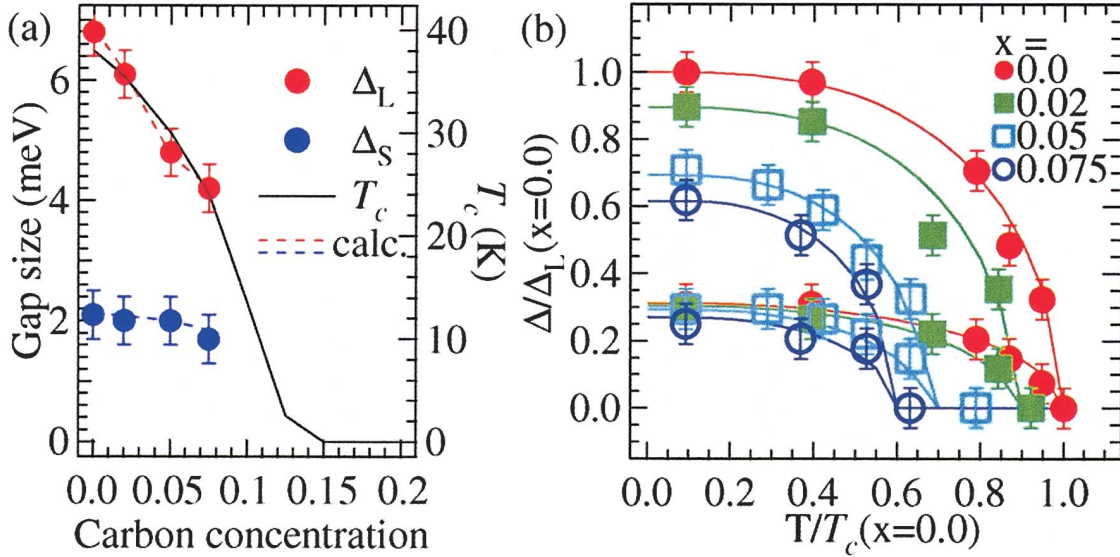 (a)
Gap size (meV)
6
4
2
0
Δ_L
Δ_S
T_c
calc.
40
30
20
10
0
T_c (K)
0.0 0.05 0.1 0.15 0.2
Carbon concentration
(b)
Δ/Δ_L(x=0.0)
1.0
0.8
0.6
0.4
0.2
0.0
x =
0.0
0.02
0.05
0.075
0.0 0.2 0.4 0.6 0.8 1.0
T/T_c(x=0.0)